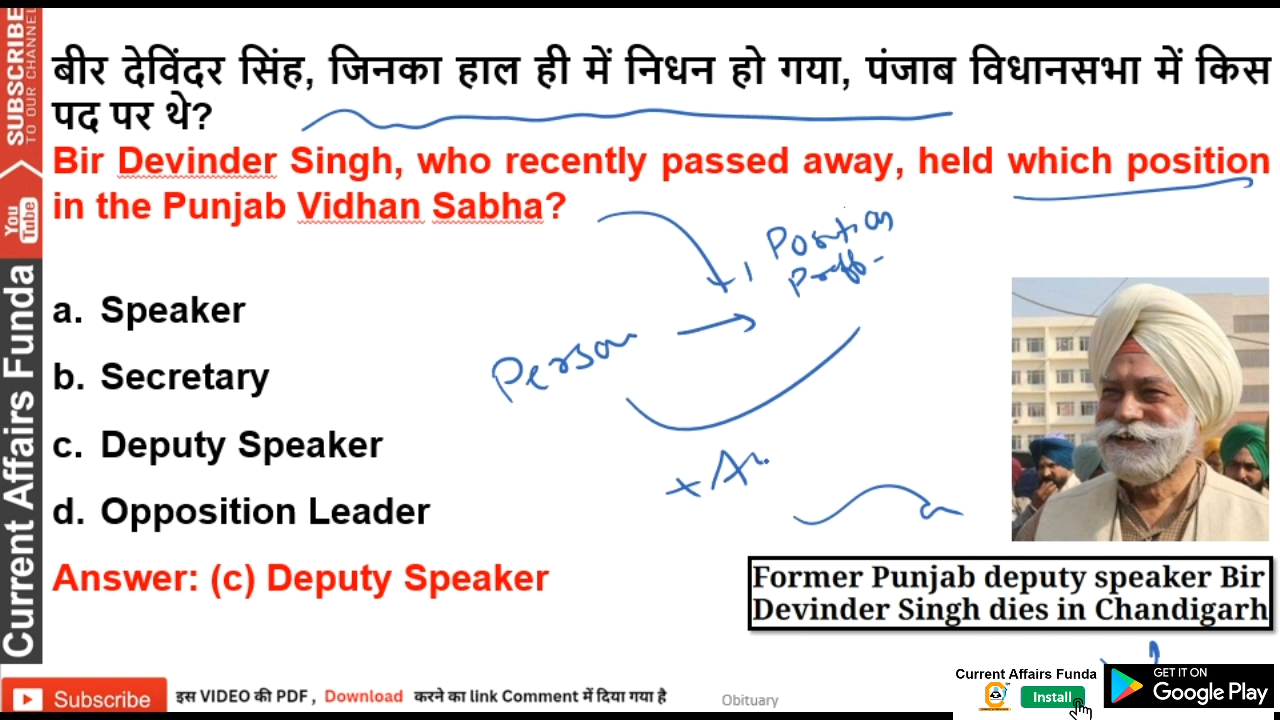 SUBSCRIBE
TO OUR CHANNEL
You
Tube
Current Affairs Funda
बीर देविंदर सिंह, जिनका हाल ही में निधन हो गया, पंजाब विधानसभा में किस
पद पर थे?
Bir Devinder Singh, who recently passed away, held which position
in the Punjab Vidhan Sabha?
Position
Person
a. Speaker
b. Secretary
c. Deputy Speaker
d. Opposition Leader
Answer: (c) Deputy Speaker
Former Punjab deputy speaker Bir
Devinder Singh dies in Chandigarh
Subscribe
इस VIDEO की PDF , Download करने का link Comment में दिया गया है
Obituary
Current Affairs Funda
Install
GET IT ON
Google Play